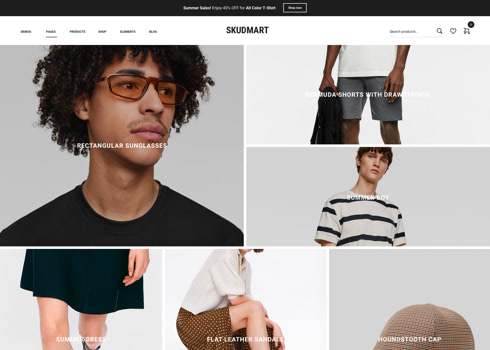 Summer Sales! Enjoy 40% OFF for All Color T-Shirt
Shop now
DEMOS
PAGES
PRODUCTS
SHOP
ELEMENTS
BLOG
SKUDMART
Search products...
0
RECTANGULAR SUNGLASSES
BERMUDA SHORTS WITH DRAWSTRINGS
SUMMER BOY
SUMMER DRESS
FLAT LEATHER SANDALS
HOUNDSTOOTH CAP